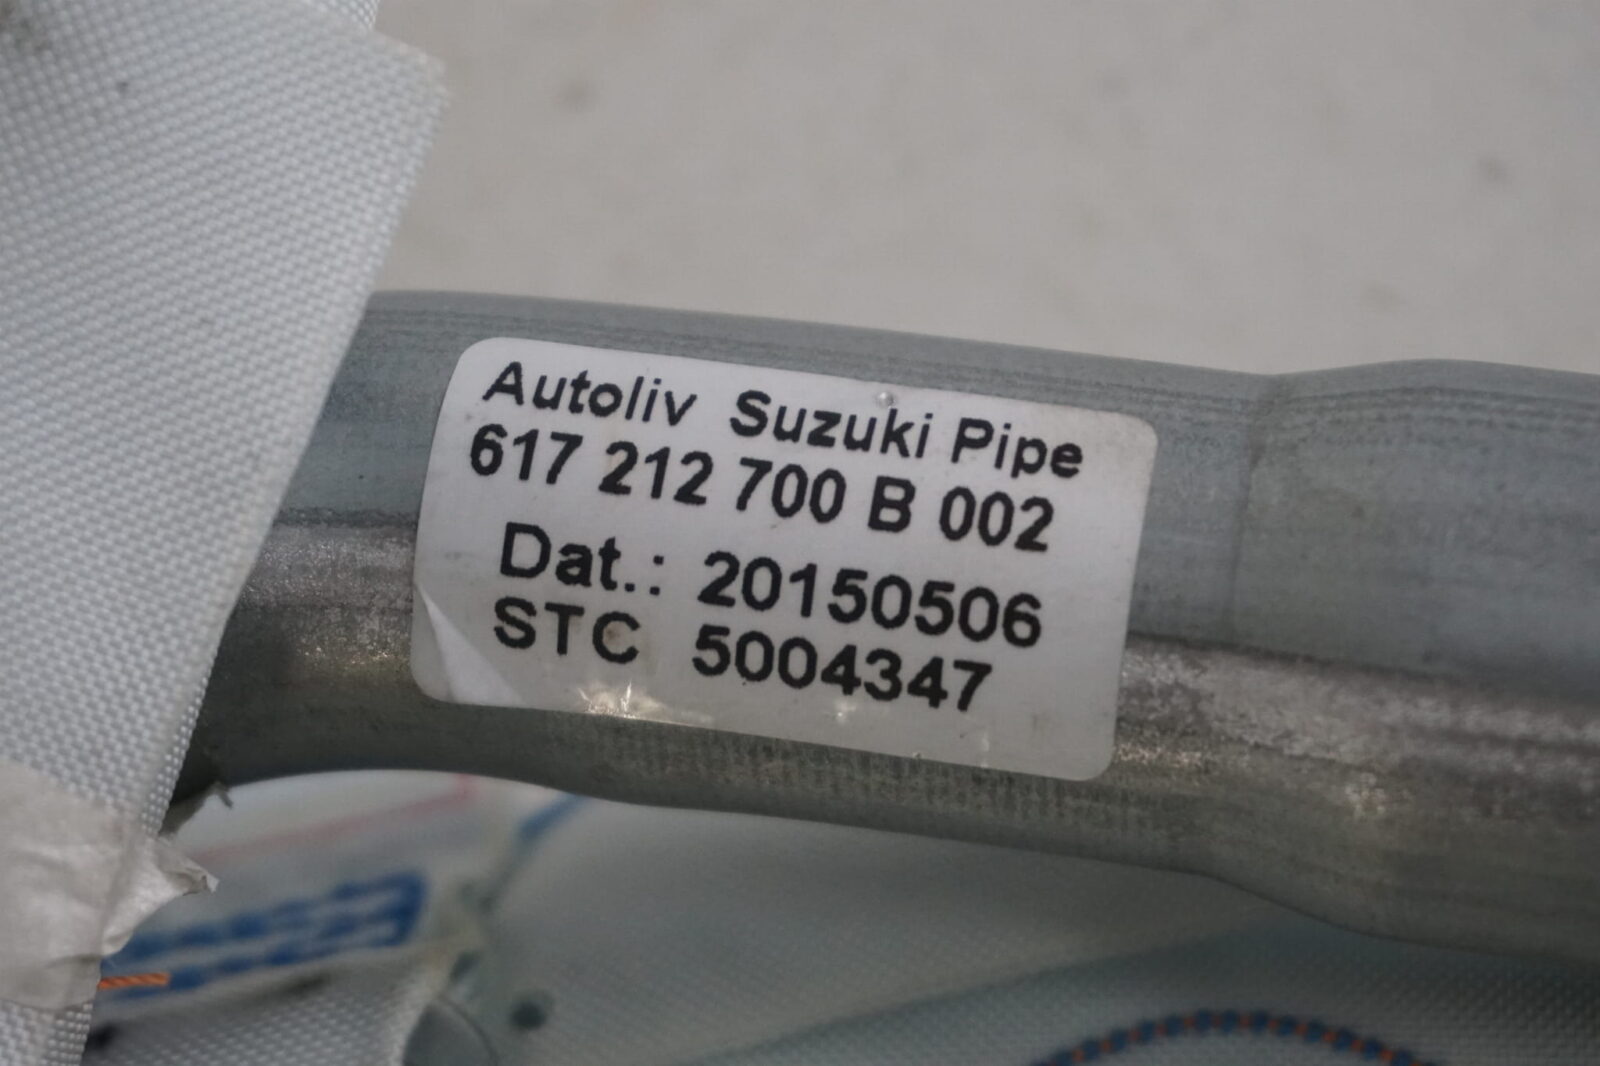 Autoliv Suzuki Pipe
617 212 700 B 002
Dat.: 20150506
STC 5004347